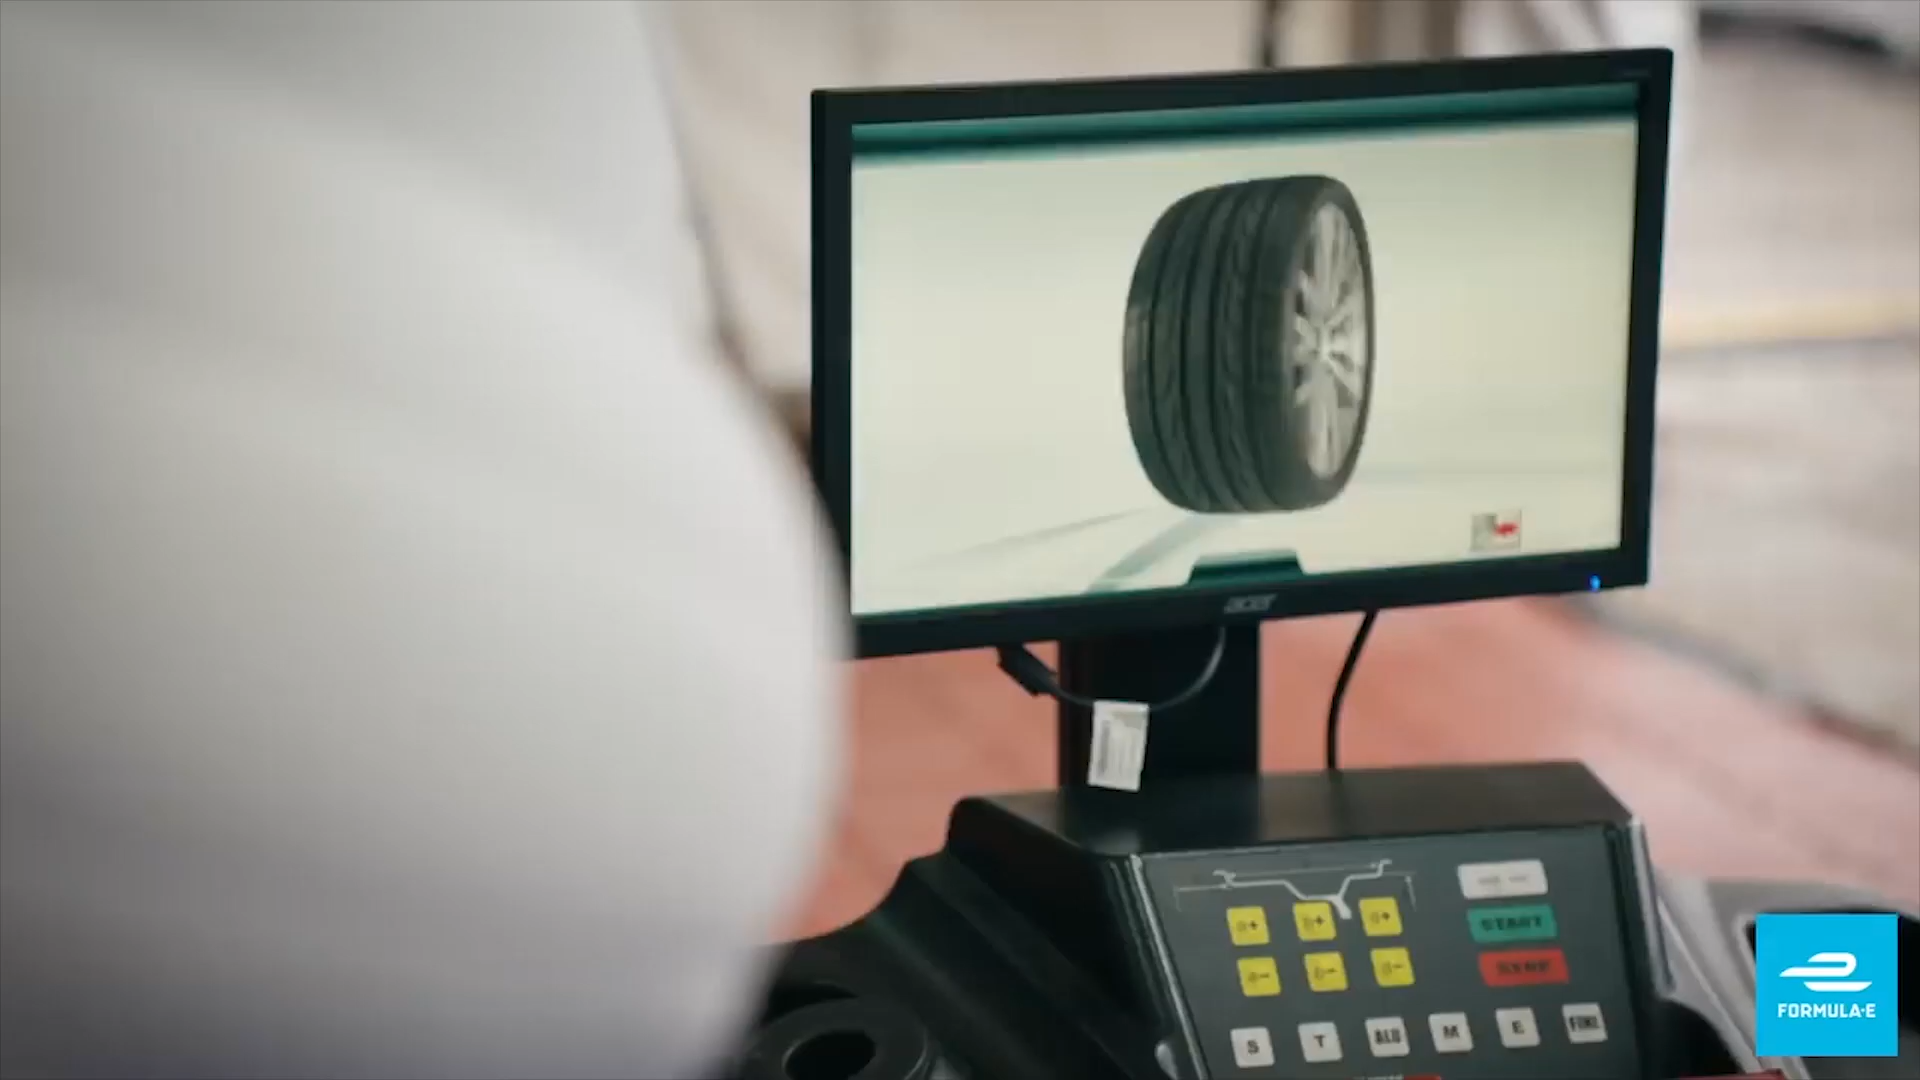 acer
a+ b+ d+
a- b- d-
START
STOP
S T ALU M E FINE
FORMULA-E